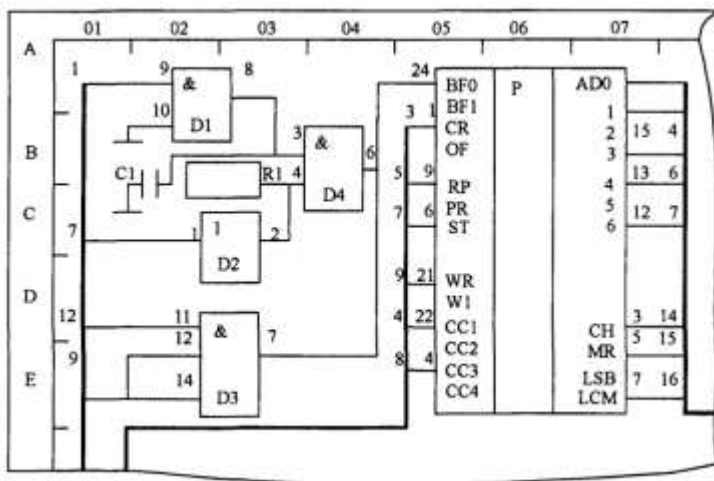 01 02 03 04 05 06 07
A
1 9 8 24
& BF0 P AD0
10 3 1 BF1 1
D1 CR 2 15 4
B 3 & OF 3
6
C1 R1 4 5 9 RP 4 13 6
D4
C PR 5
7 1 1 2 7 6 ST 6 12 7
D2
9 21 WR
D W1
12 11 4 22 CC1 CH 3 14
12 & 7 CC2 MR 5 15
9 8 4 CC3
E 14 LSB 7 16
D3 CC4 LCM